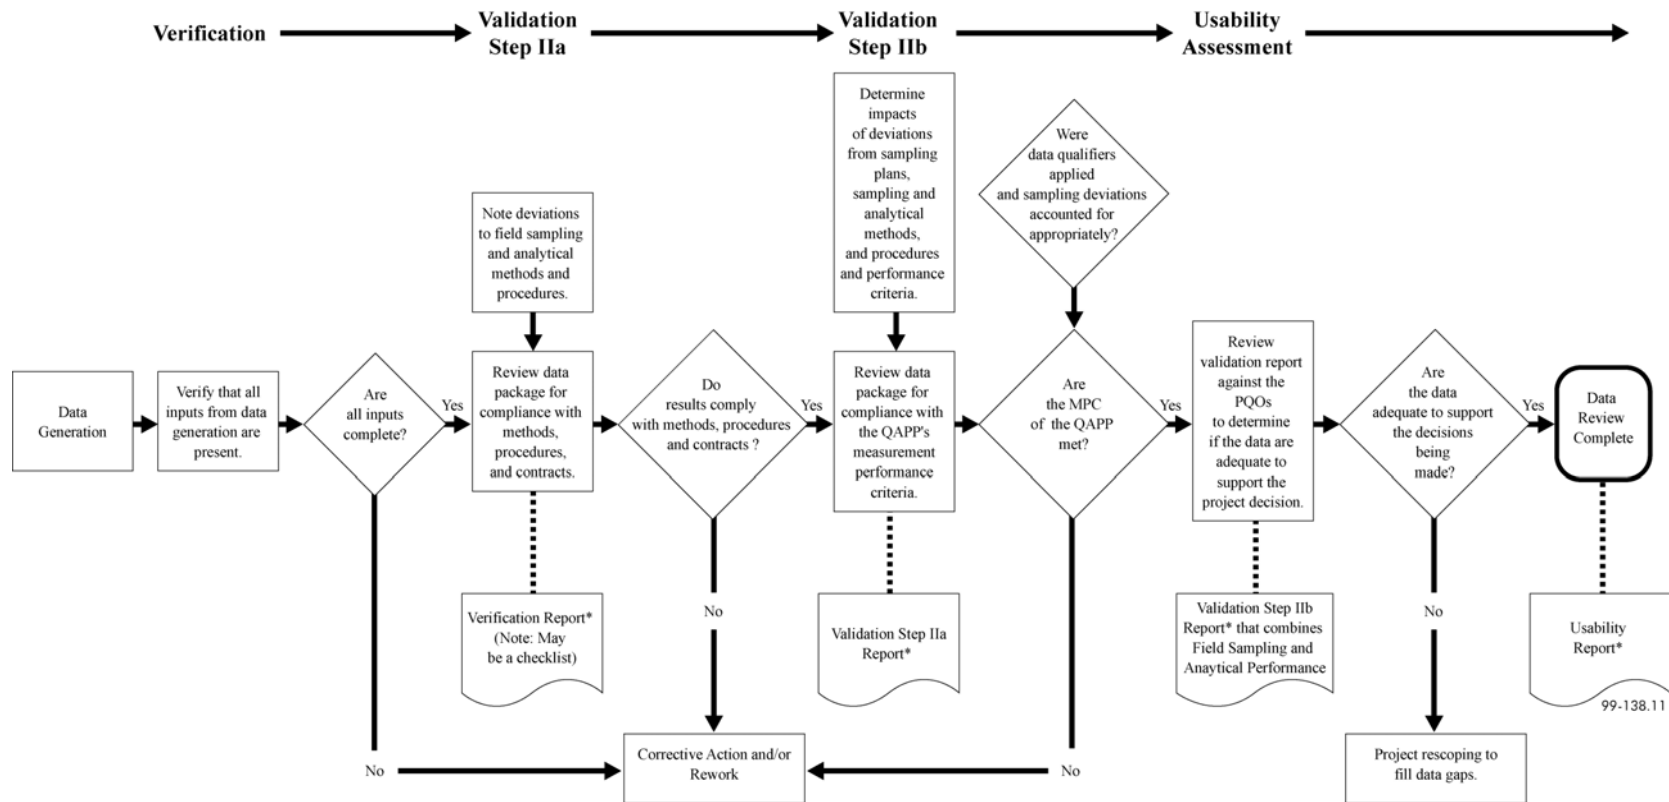 Verification
Validation
Step IIa
Validation
Step IIb
Usability
Assessment
Determine
impacts
of deviations
from sampling
plans,
sampling and
analytical
methods,
and procedures
and performance
criteria.
Were
data qualifiers
applied
and sampling deviations
accounted for
appropriately?
Note deviations
to field sampling
and analytical
methods and
procedures.
Data
Generation
Verify that all
inputs from data
generation are
present.
Are
all inputs
complete?
Yes
Review data
package for
compliance with
methods,
procedures,
and contracts.
Do
results comply
with methods, procedures
and contracts ?
Yes
Review data
package for
compliance with
the QAPP's
measurement
performance
criteria.
Are
the MPC
of the QAPP
met?
Yes
Review
validation report
against the
PQOs
to determine
if the data are
adequate to
support the
project decision.
Are
the data
adequate to support
the decisions
being
made?
Yes
Data
Review
Complete
Verification Report*
(Note: May
be a checklist)
No
Validation Step IIa
Report*
Validation Step IIb
Report* that combines
Field Sampling and
Anaytical Performance
No
Usability
Report*
99-138.11
No
Corrective Action and/or
Rework
No
Project rescoping to
fill data gaps.